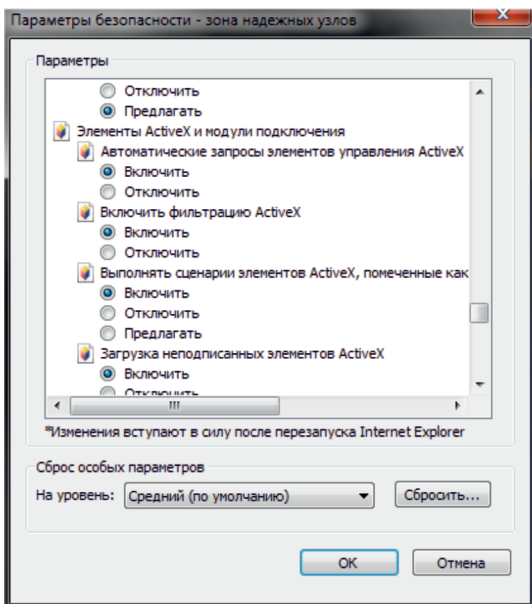 Параметры безопасности - зона надежных узлов
Параметры
Отключить
Предлагать
Элементы ActiveX и модули подключения
Автоматические запросы элементов управления ActiveX
Включить
Отключить
Включить фильтрацию ActiveX
Включить
Отключить
Выполнять сценарии элементов ActiveX, помеченные как
Включить
Отключить
Предлагать
Загрузка неподписанных элементов ActiveX
Включить
Отключить
*Изменения вступают в силу после перезапуска Internet Explorer
Сброс особых параметров
На уровень: Средний (по умолчанию) Сбросить...
ОК Отмена